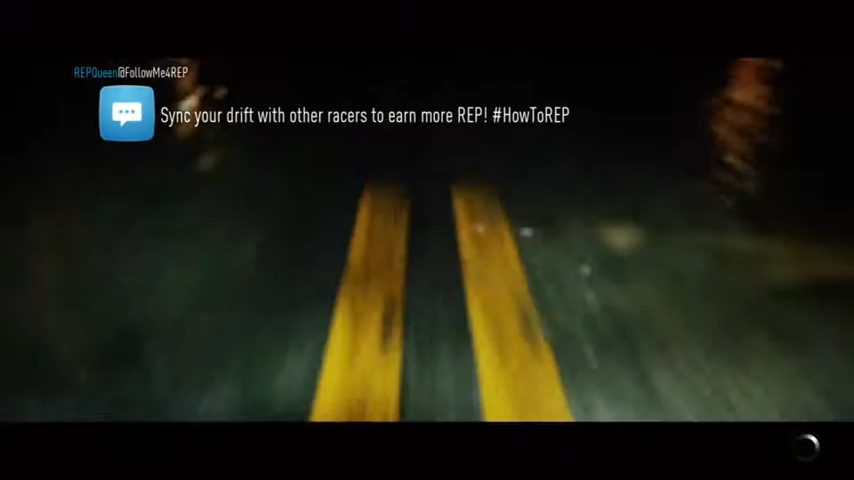 REPQueen@FollowMe4REP
Sync your drift with other racers to earn more REP! #HowToREP